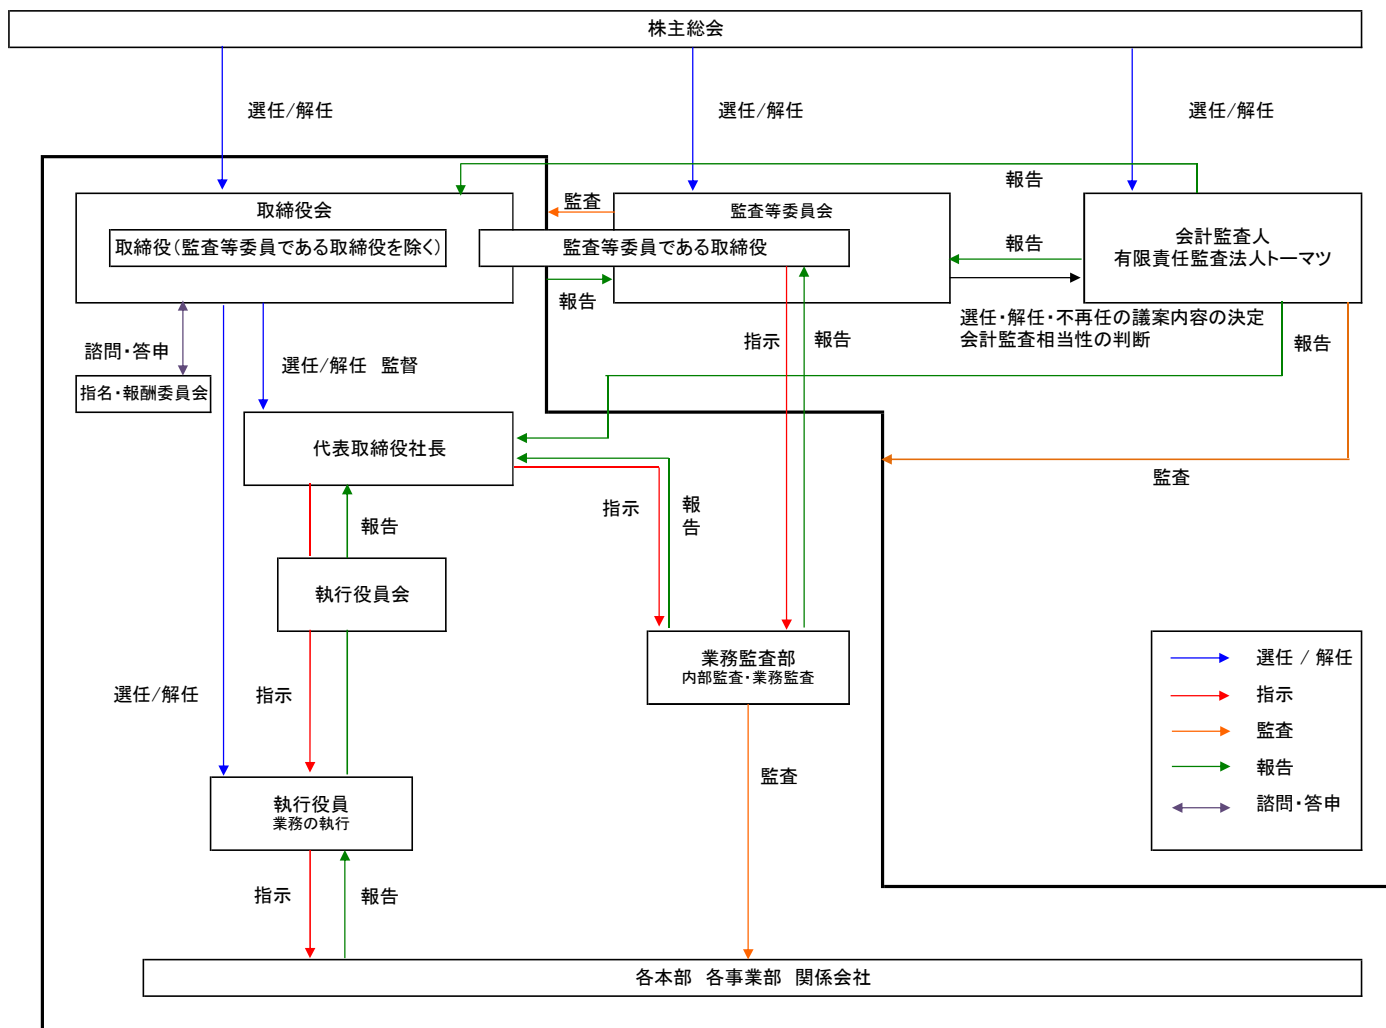 株主総会
選任/解任
選任/解任
選任/解任
報告
取締役会
取締役(監査等委員である取締役を除く)
監査
監査等委員会
監査等委員である取締役
報告
報告
会計監査人
有限責任監査法人トーマツ
選任・解任・不再任の議案内容の決定
会計監査相当性の判断
諮問・答申
指名・報酬委員会
選任/解任 監督
指示
報告
報告
代表取締役社長
監査
報告
指示
報
告
執行役員会
選任/解任
指示
業務監査部
内部監査・業務監査
監査
執行役員
業務の執行
指示
報告
各本部 各事業部 関係会社
選任 / 解任
指示
監査
報告
諮問・答申